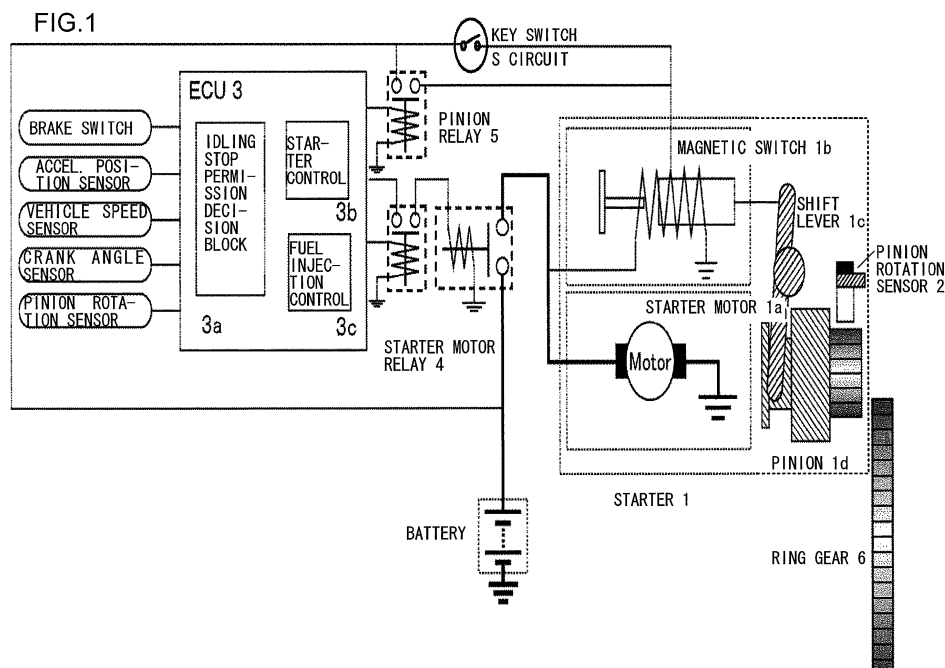 FIG.1
KEY SWITCH
S CIRCUIT
ECU 3
BRAKE SWITCH
ACCEL. POSI-
TION SENSOR
VEHICLE SPEED
SENSOR
CRANK ANGLE
SENSOR
PINION ROTA-
TION SENSOR
IDLING
STOP
PERMI-
SSION
DECI-
SION
BLOCK
3a
STAR-
TER
CONTROL
3b
FUEL
INJEC-
TION
CONTROL
3c
PINION
RELAY 5
STARTER MOTOR
RELAY 4
MAGNETIC SWITCH 1b
SHIFT
LEVER 1c
PINION
ROTATION
SENSOR 2
STARTER MOTOR 1a
Motor
PINION 1d
STARTER 1
BATTERY
RING GEAR 6